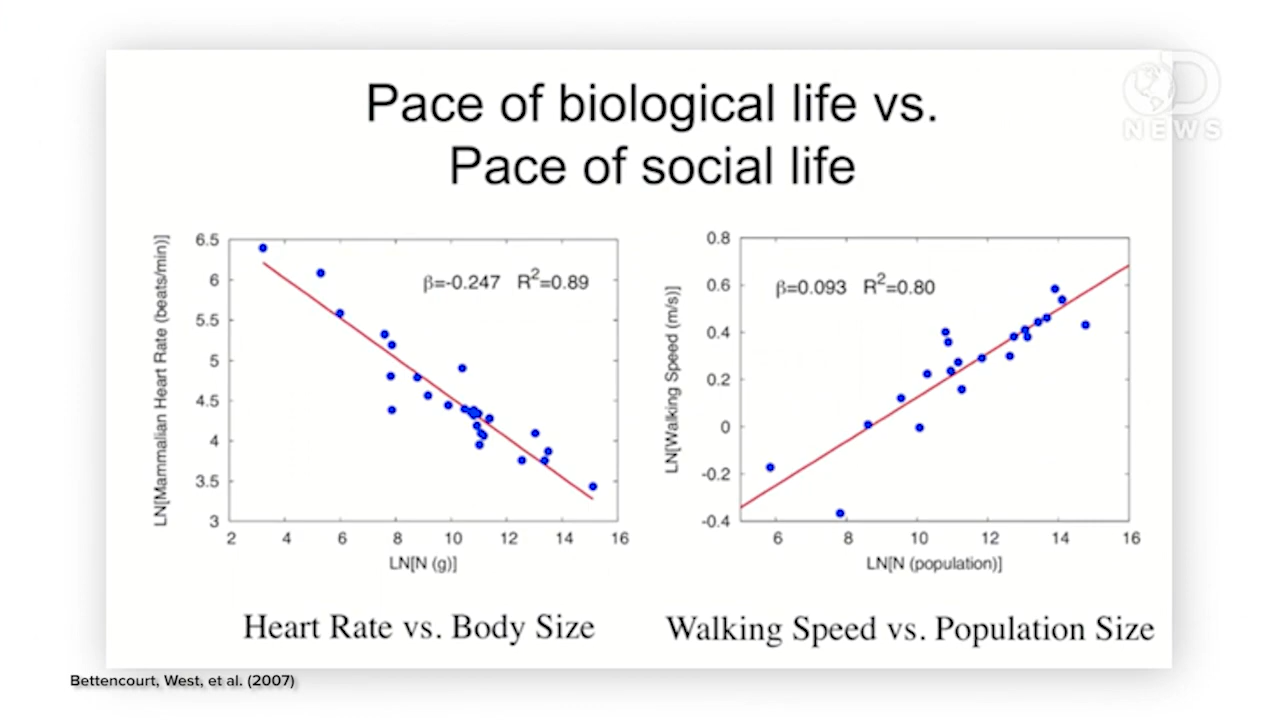 Pace of biological life vs.
Pace of social life
D
NEWS
LN[Mammalian Heart Rate (beats/min)]
6.5
6
5.5
5
4.5
4
3.5
3
β=-0.247 R²=0.89
2 4 6 8 10 12 14 16
LN[N (g)]
Heart Rate vs. Body Size
LN[Walking Speed (m/s)]
0.8
0.6
0.4
0.2
0
-0.2
-0.4
β=0.093 R²=0.80
6 8 10 12 14 16
LN[N (population)]
Walking Speed vs. Population Size
Bettencourt, West, et al. (2007)